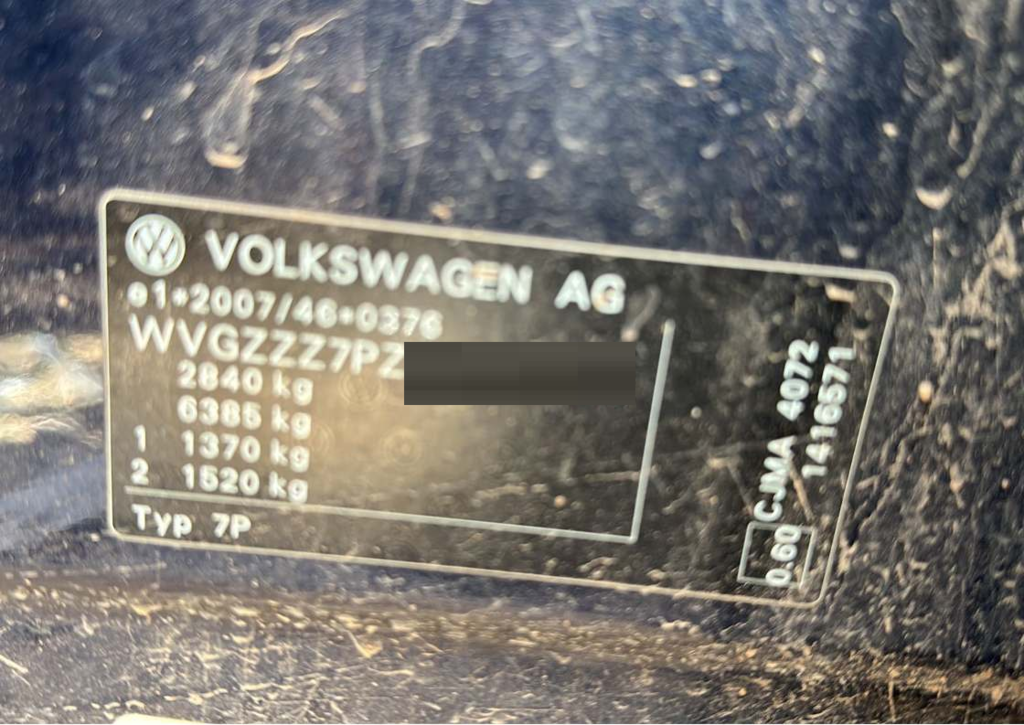 VOLKSWAGEN AG
e1*2007/46*0376
WVGZZZ7PZ
2840 kg
6385 kg
1 1370 kg
2 1520 kg
Typ 7P
0.60
CJMA 4072
1416571